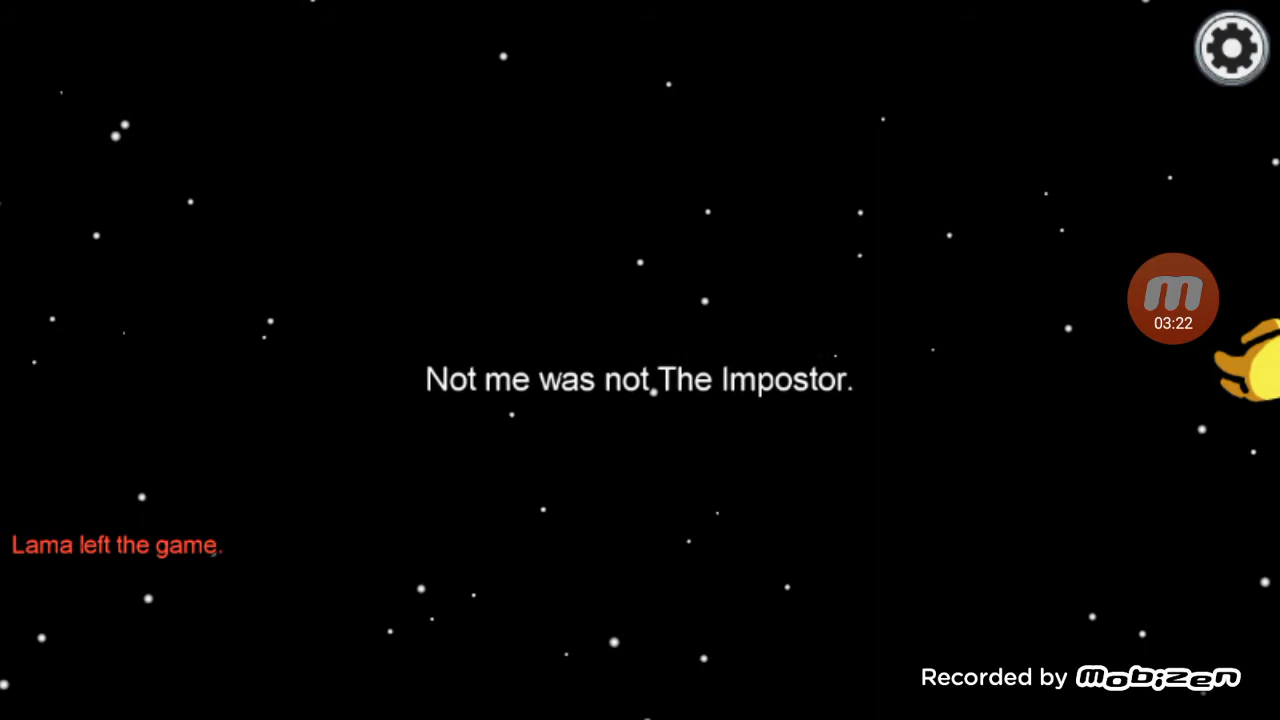 03:22
Not me was not The Impostor.
Lama left the game.
Recorded by mobizen